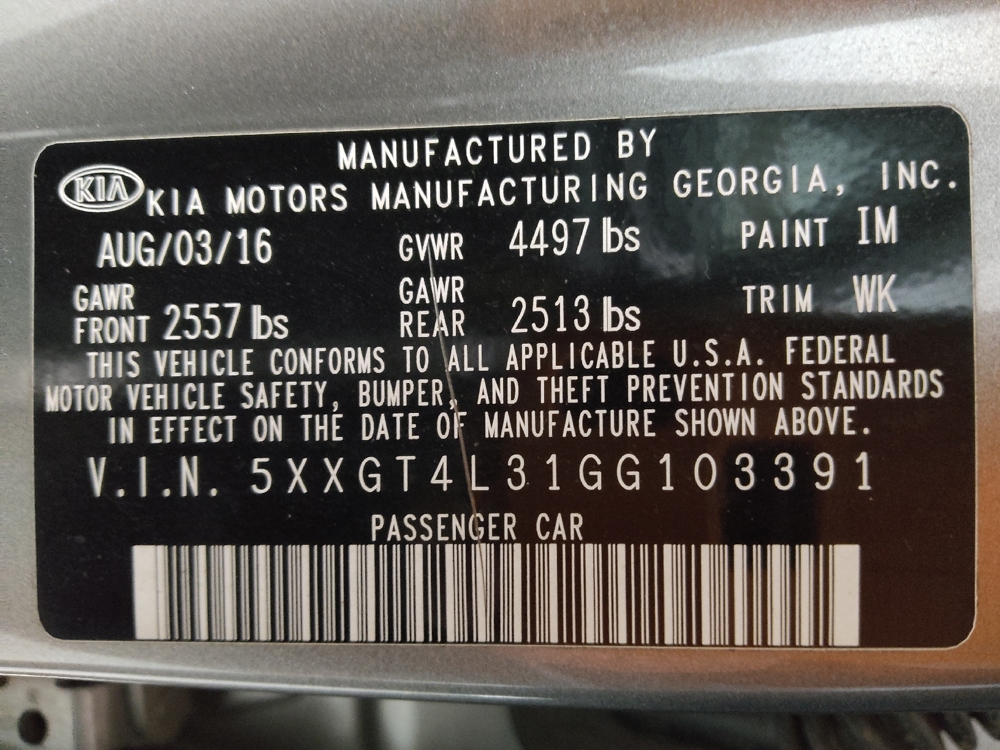 MANUFACTURED BY
KIA KIA MOTORS MANUFACTURING GEORGIA, INC.
AUG/03/16 GVWR 4497 lbs PAINT IM
GAWR FRONT 2557 lbs GAWR REAR 2513 lbs TRIM WK
THIS VEHICLE CONFORMS TO ALL APPLICABLE U.S.A. FEDERAL
MOTOR VEHICLE SAFETY, BUMPER, AND THEFT PREVENTION STANDARDS
IN EFFECT ON THE DATE OF MANUFACTURE SHOWN ABOVE.
V.I.N. 5XXGT4L31GG103391
PASSENGER CAR